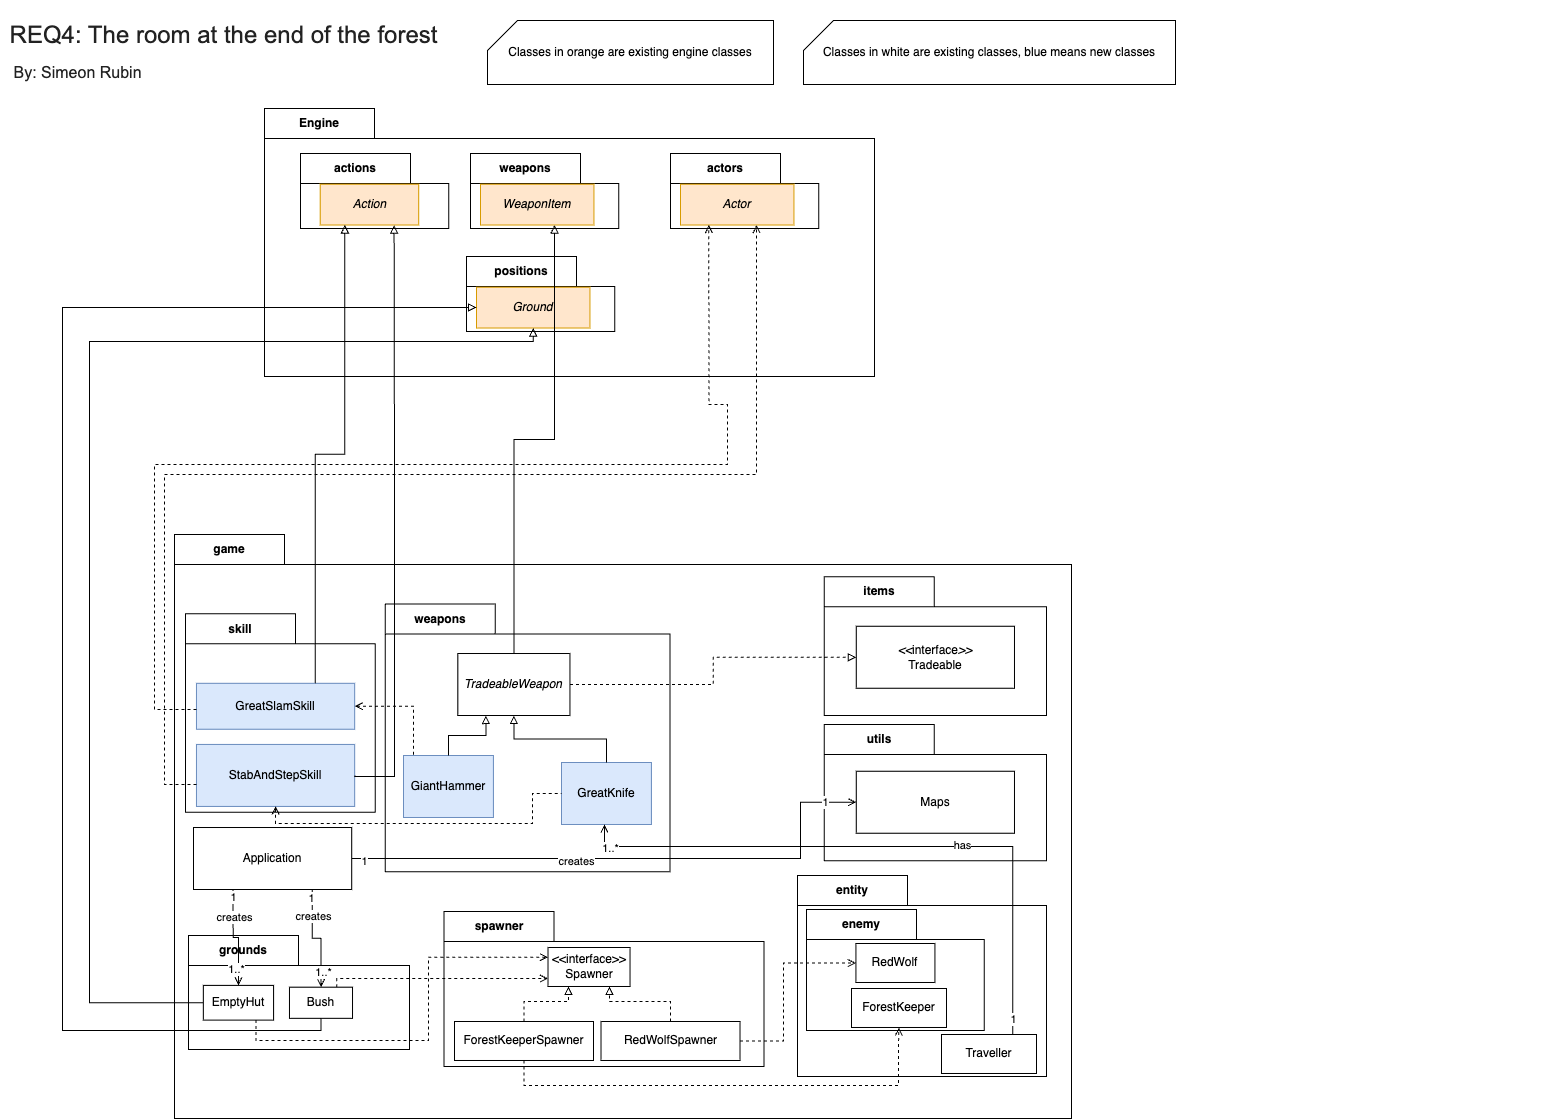 REQ4: The room at the end of the forest
By: Simeon Rubin
Classes in orange are existing engine classes
Classes in white are existing classes, blue means new classes
Engine
actions
weapons
actors
Action
WeaponItem
Actor
positions
Ground
game
items
skill
weapons
<<interface>>
Tradeable
TradeableWeapon
GreatSlamSkill
utils
StabAndStepSkill
GiantHammer
GreatKnife
Maps
1
Application
1..*
has
1
creates
entity
1
1
creates
creates
spawner
enemy
grounds
<<interface>>
Spawner
RedWolf
1..*
1..*
EmptyHut
Bush
ForestKeeper
1
ForestKeeperSpawner
RedWolfSpawner
Traveller